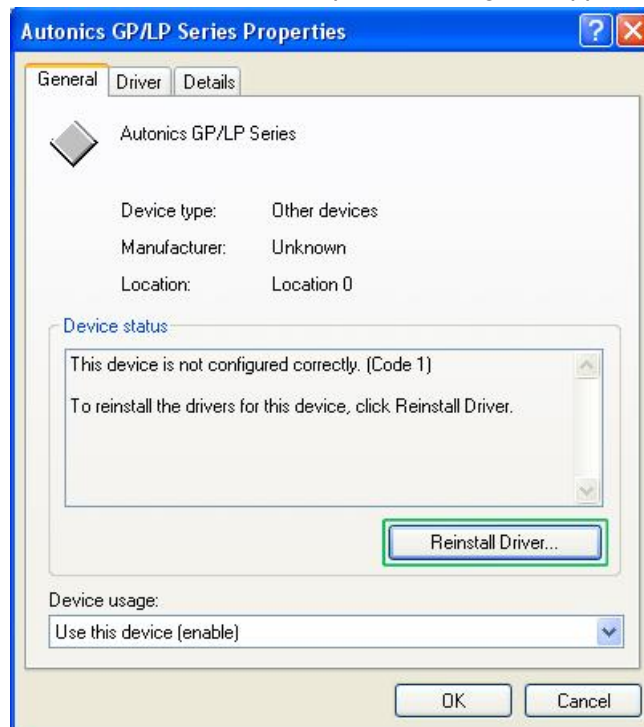 Autonics GP/LP Series Properties
General Driver Details
Autonics GP/LP Series
Device type: Other devices
Manufacturer: Unknown
Location: Location 0
Device status
This device is not configured correctly. (Code 1)
To reinstall the drivers for this device, click Reinstall Driver.
Reinstall Driver...
Device usage:
Use this device (enable)
OK Cancel